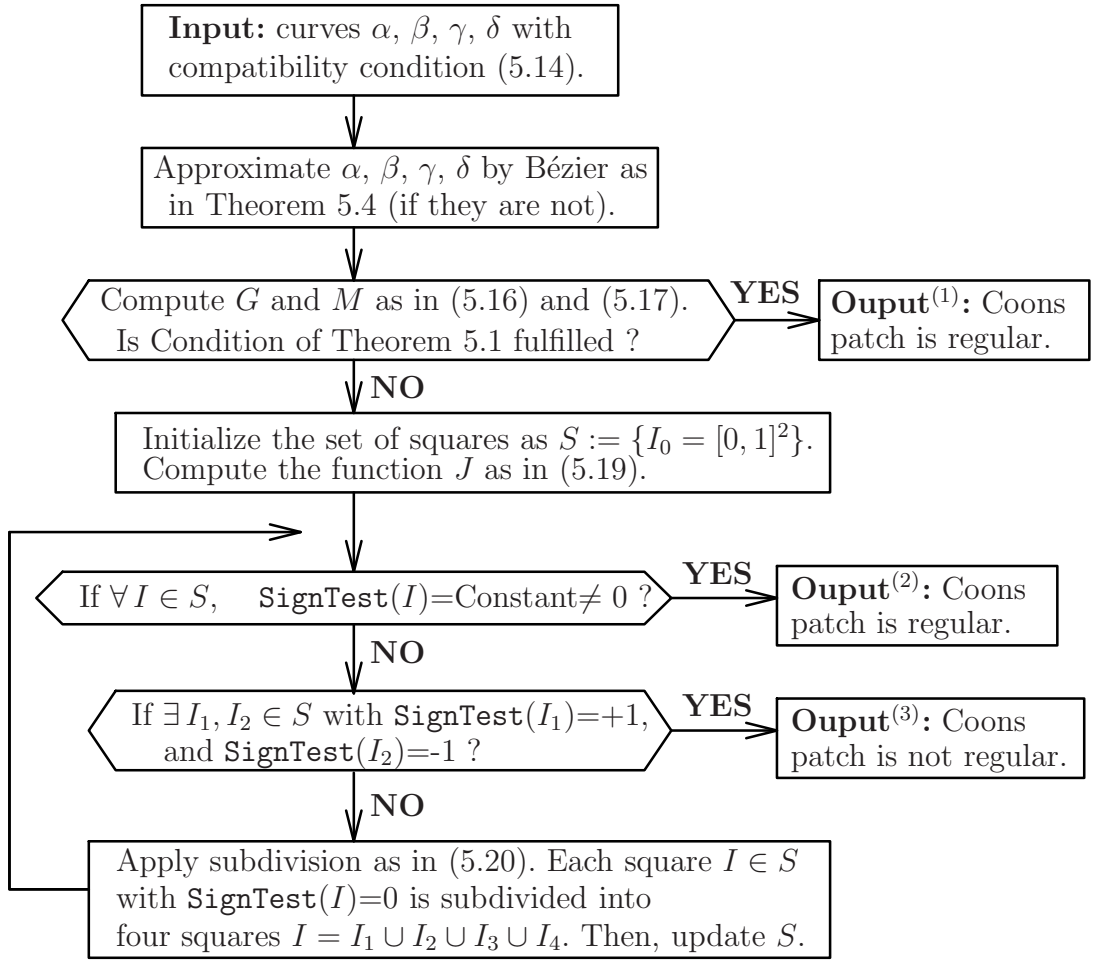 Input: curves α, β, γ, δ with
compatibility condition (5.14).
Approximate α, β, γ, δ by Bézier as
in Theorem 5.4 (if they are not).
Compute G and M as in (5.16) and (5.17).
Is Condition of Theorem 5.1 fulfilled ?
YES
Ouput⁽¹⁾: Coons
patch is regular.
NO
Initialize the set of squares as S := {I₀ = [0, 1]²}.
Compute the function J as in (5.19).
If ∀ I ∈ S, SignTest(I)=Constant≠ 0 ?
YES
Ouput⁽²⁾: Coons
patch is regular.
NO
If ∃ I₁, I₂ ∈ S with SignTest(I₁)=+1,
and SignTest(I₂)=-1 ?
YES
Ouput⁽³⁾: Coons
patch is not regular.
NO
Apply subdivision as in (5.20). Each square I ∈ S
with SignTest(I)=0 is subdivided into
four squares I = I₁ ∪ I₂ ∪ I₃ ∪ I₄. Then, update S.